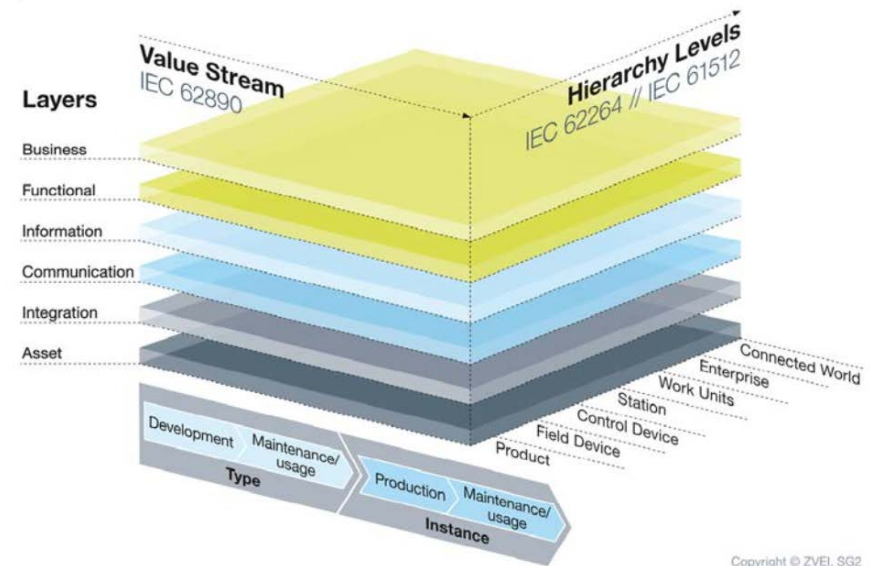 Value Stream
IEC 62890
Hierarchy Levels
IEC 62264 // IEC 61512
Layers
Business
Functional
Information
Communication
Integration
Asset
Connected World
Enterprise
Work Units
Station
Control Device
Field Device
Product
Development
Maintenance/
usage
Type
Production
Maintenance/
usage
Instance
Copyright © ZVEI, SG2